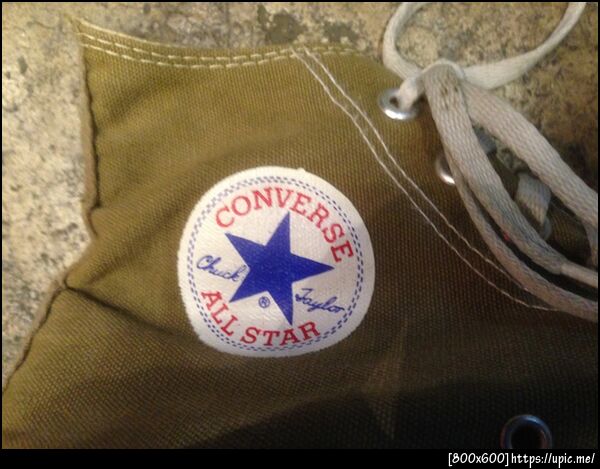 CONVERSE
Chuck Taylor
®
ALL STAR
[800x600]https://upic.me/